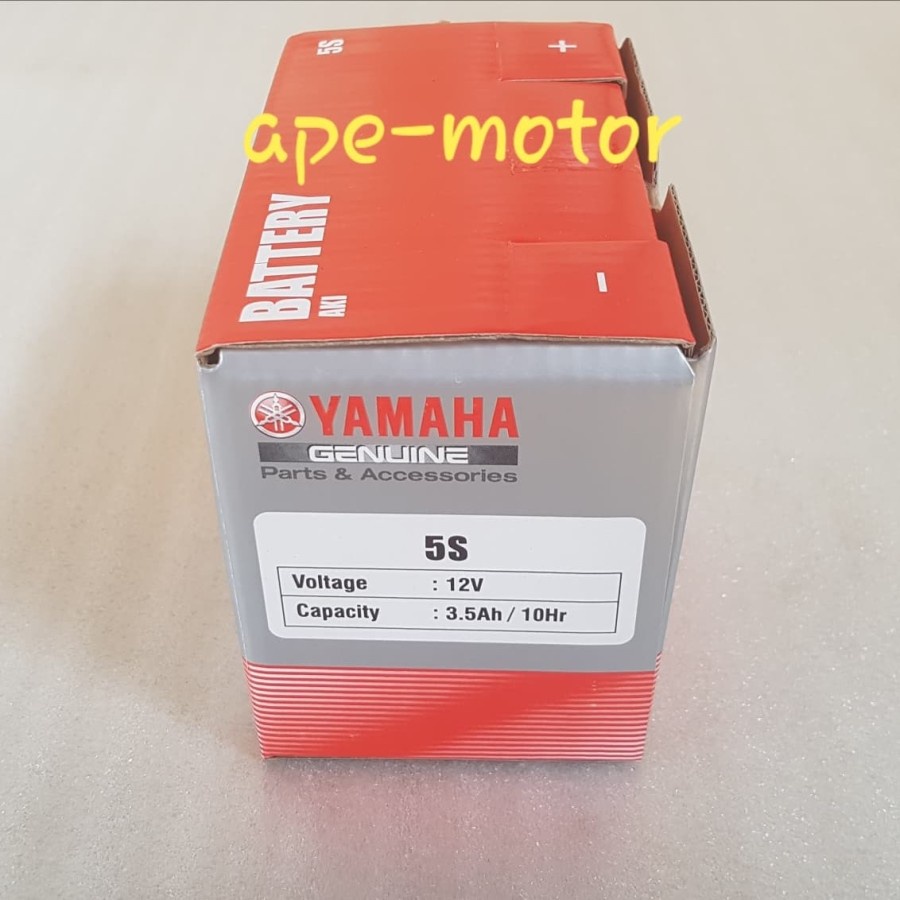 5S
+
ape-motor
BATTERY
AKI
-
YAMAHA
GENUINE
Parts & Accessories
5S
Voltage : 12V
Capacity : 3.5Ah / 10Hr